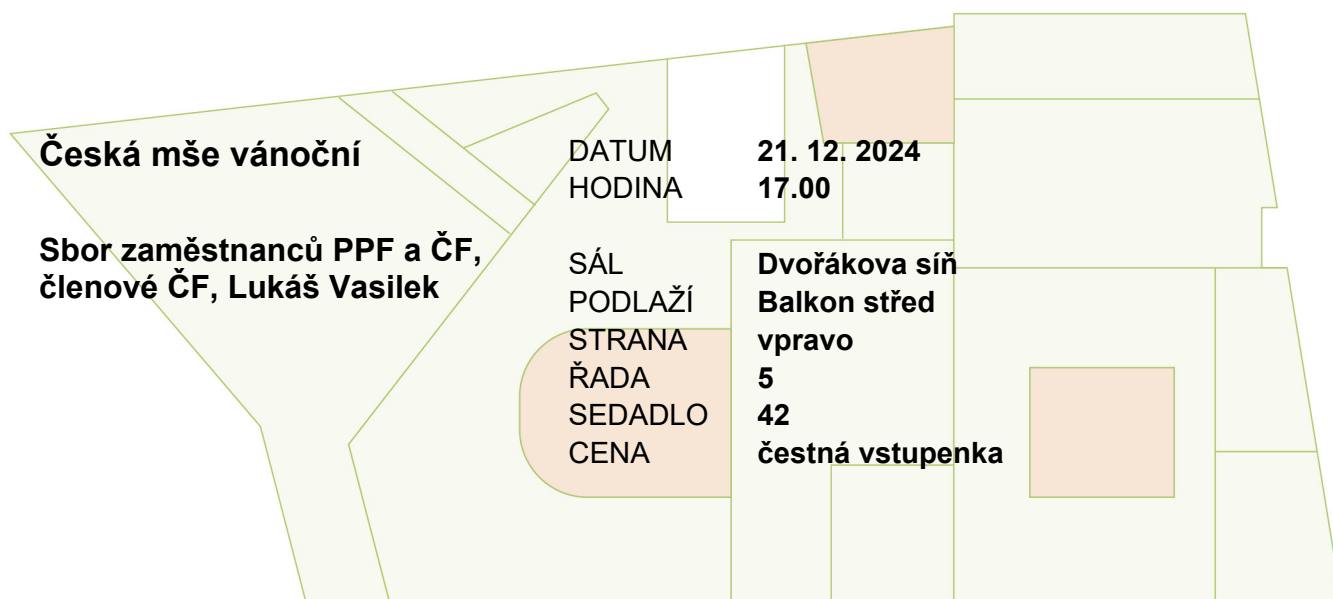 Česká mše vánoční
Sbor zaměstnanců PPF a ČF,
členové ČF, Lukáš Vasilek
DATUM 21. 12. 2024
HODINA 17.00
SÁL Dvořákova síň
PODLAŽÍ Balkon střed
STRANA vpravo
ŘADA 5
SEDADLO 42
CENA čestná vstupenka